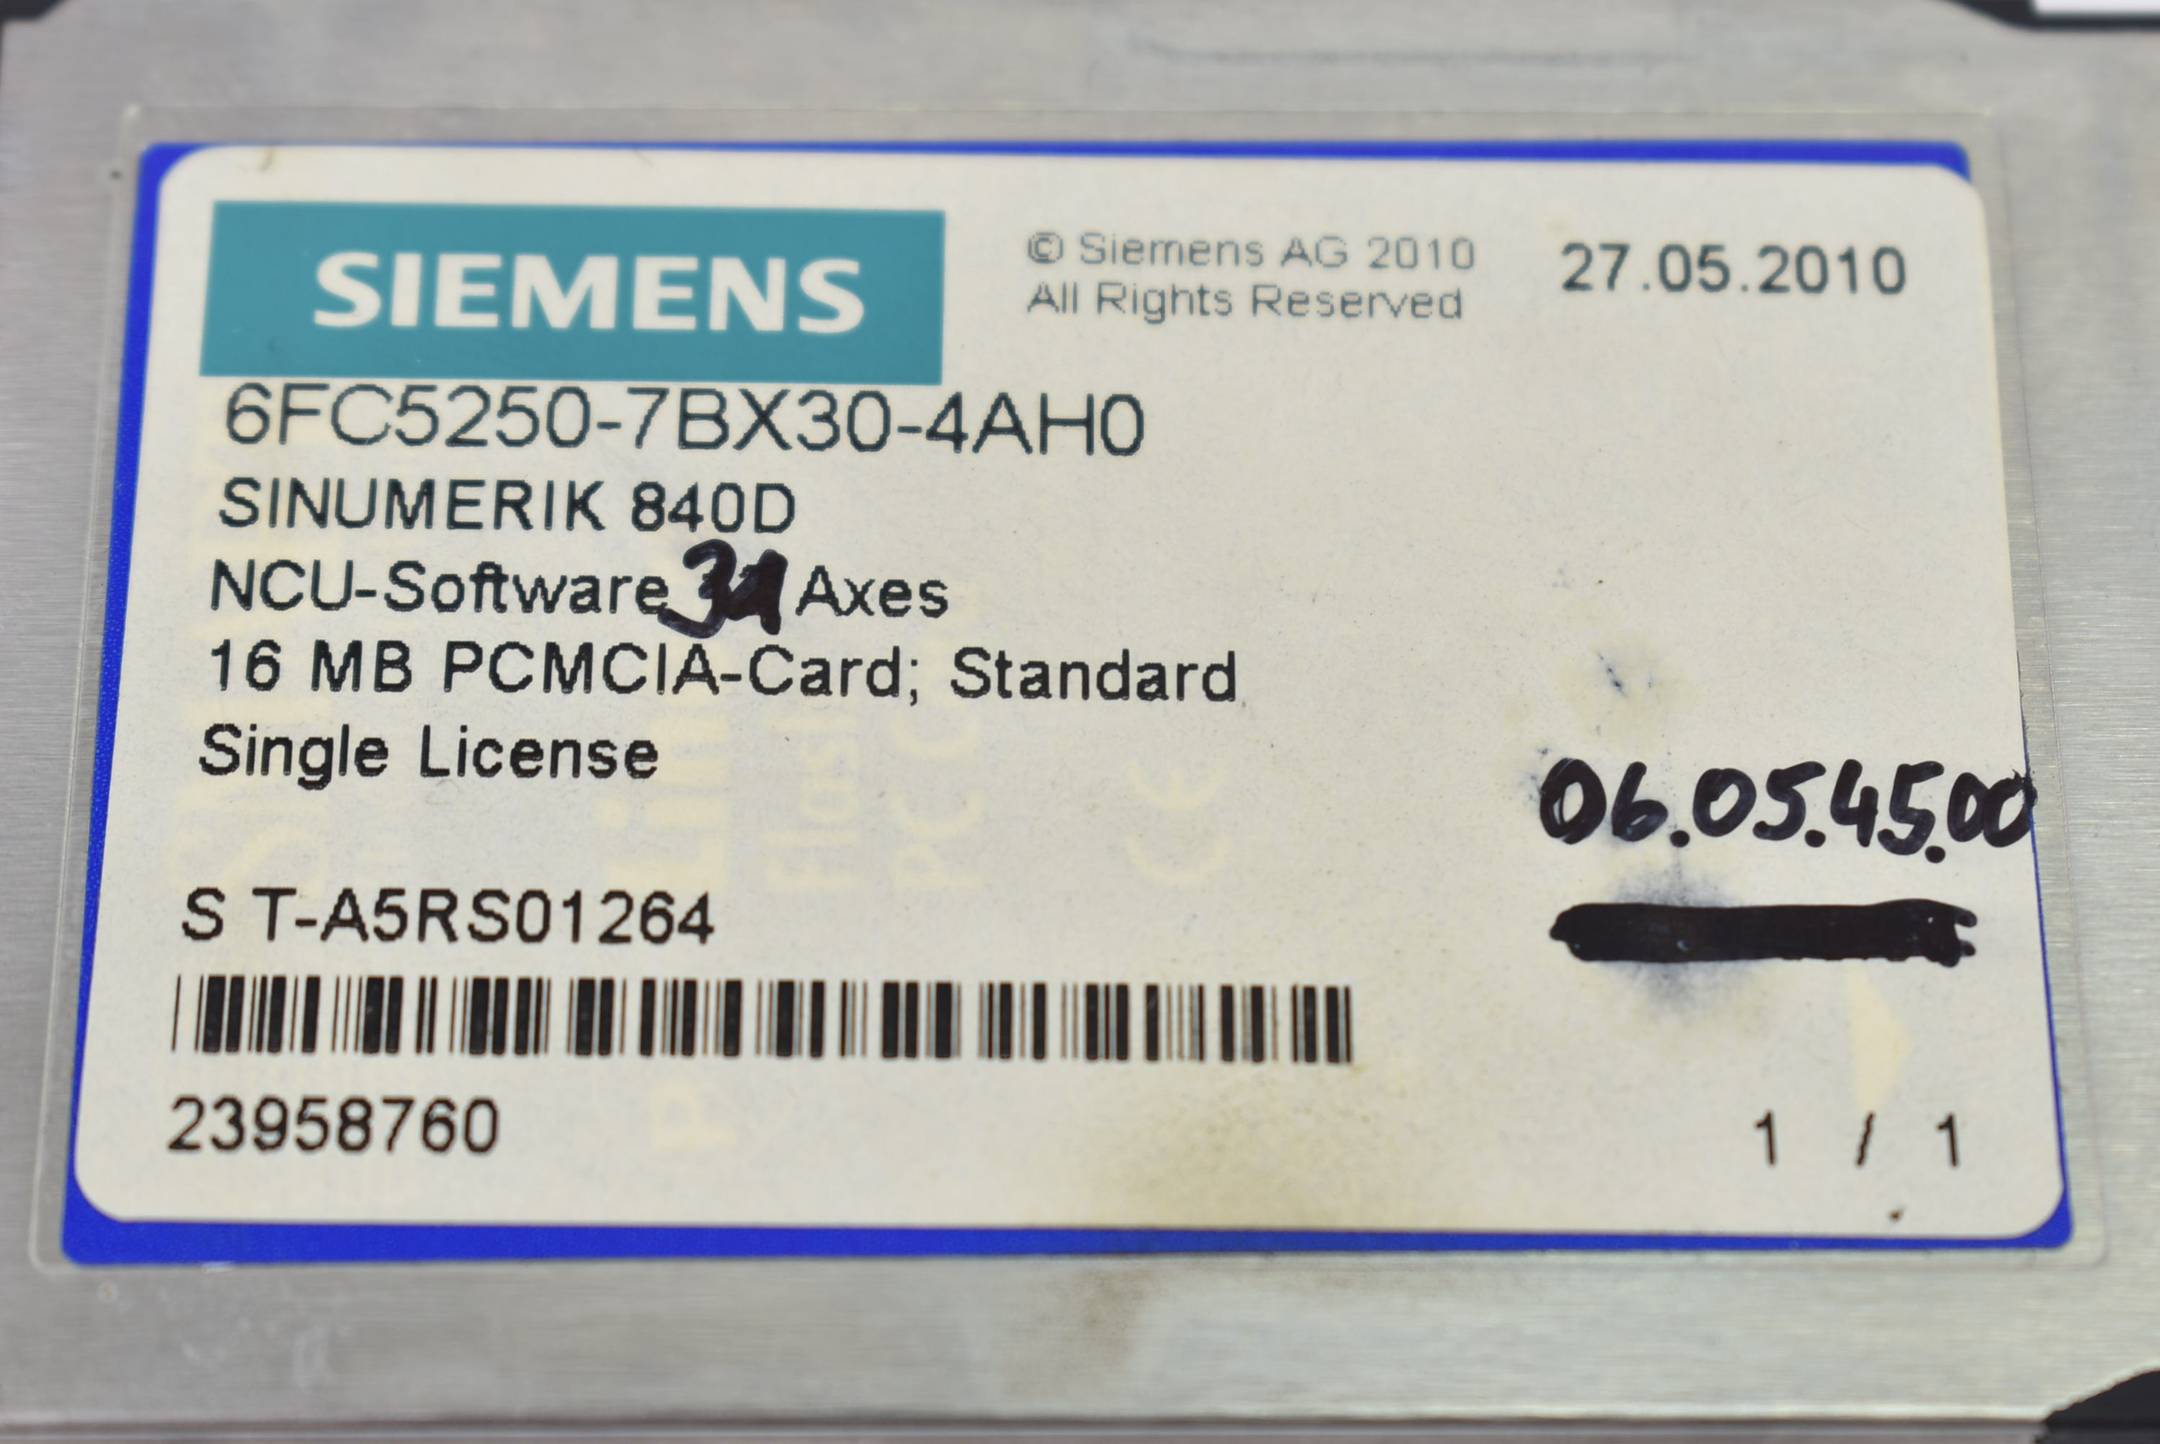 SIEMENS
© Siemens AG 2010
All Rights Reserved
27.05.2010
6FC5250-7BX30-4AH0
SINUMERIK 840D
NCU-Software 31 Axes
16 MB PCMCIA-Card; Standard
Single License
06.05.45.00
S T-A5RS01264
23958760
1 / 1